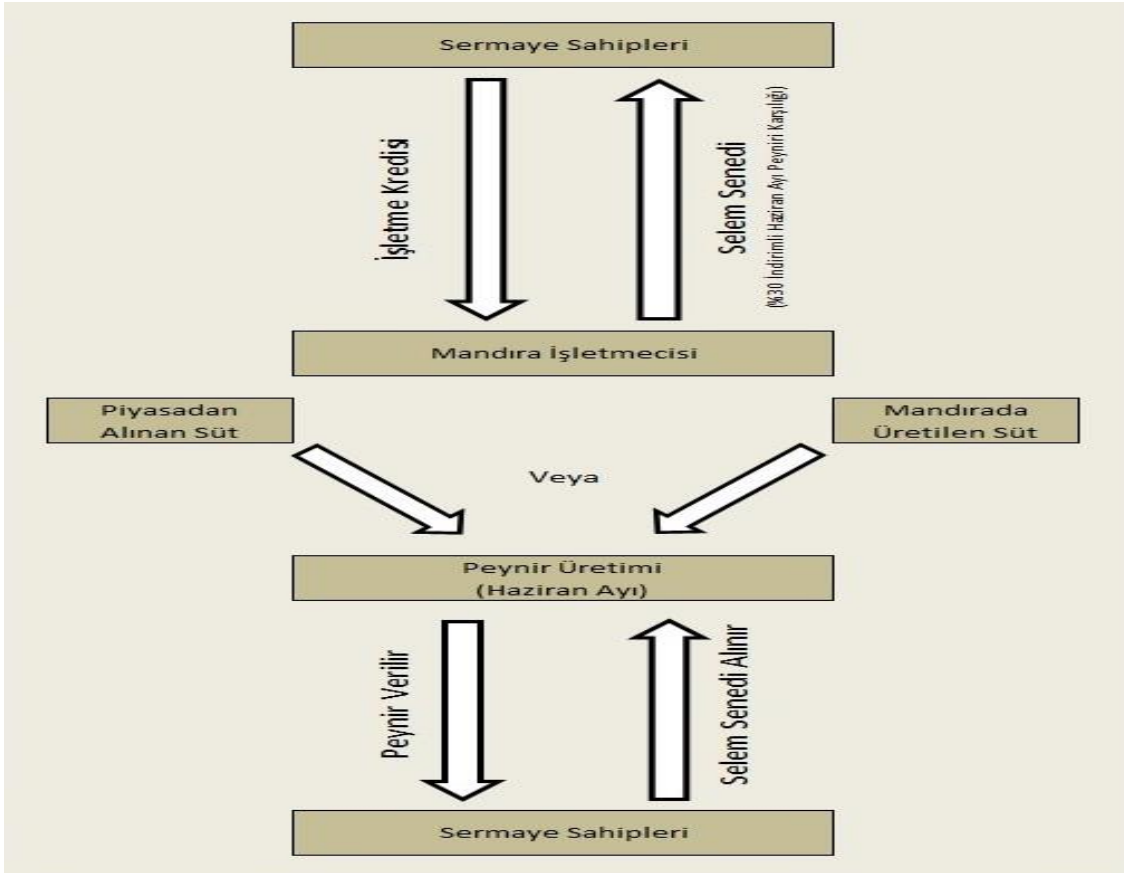 Sermaye Sahipleri
İşletme Kredisi
Selem Senedi
(%30 İndirimli Haziran Ayı Peyniri Karşılığı)
Mandıra İşletmecisi
Piyasadan
Alınan Süt
Mandırada
Üretilen Süt
Veya
Peynir Üretimi
(Haziran Ayı)
Peynir Verilir
Selem Senedi Alınır
Sermaye Sahipleri